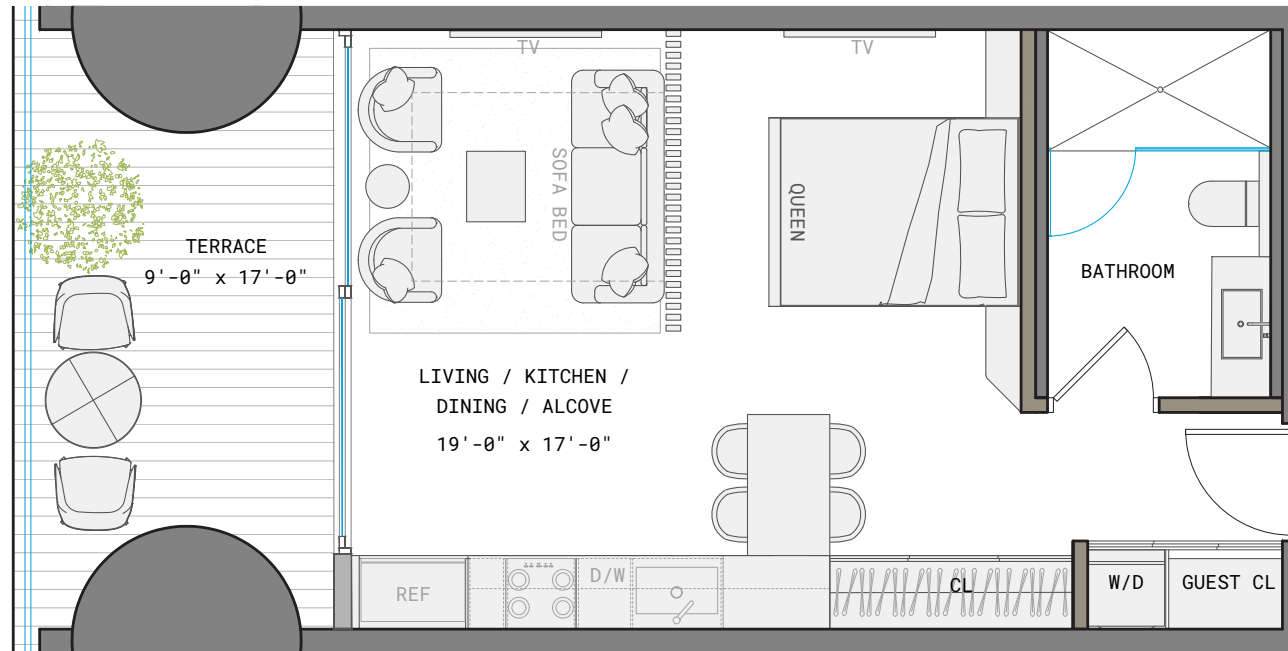 TV
TV
SOFA BED
QUEEN
TERRACE
9'-0" x 17'-0"
BATHROOM
LIVING / KITCHEN /
DINING / ALCOVE
19'-0" x 17'-0"
REF
D/W
CL
W/D
GUEST CL